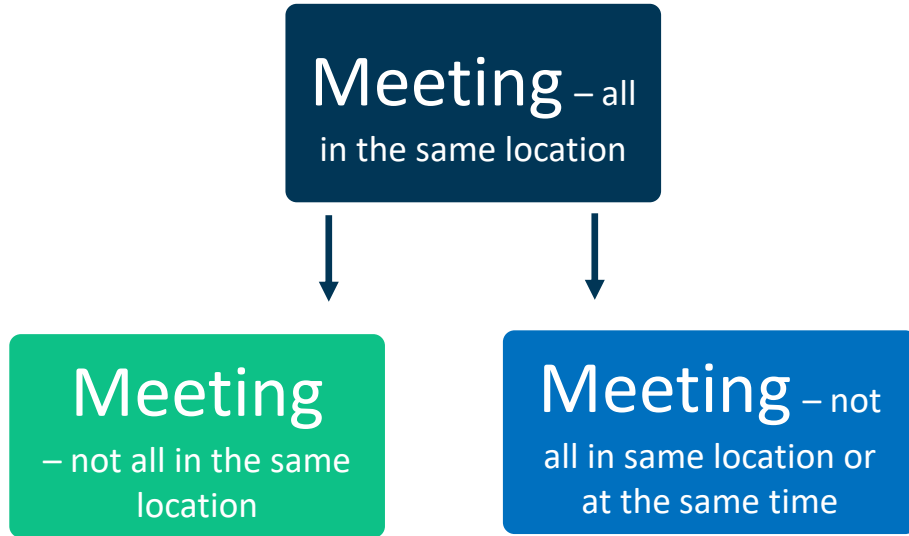 Meeting – all
in the same location
Meeting
– not all in the same
location
Meeting – not
all in same location or
at the same time